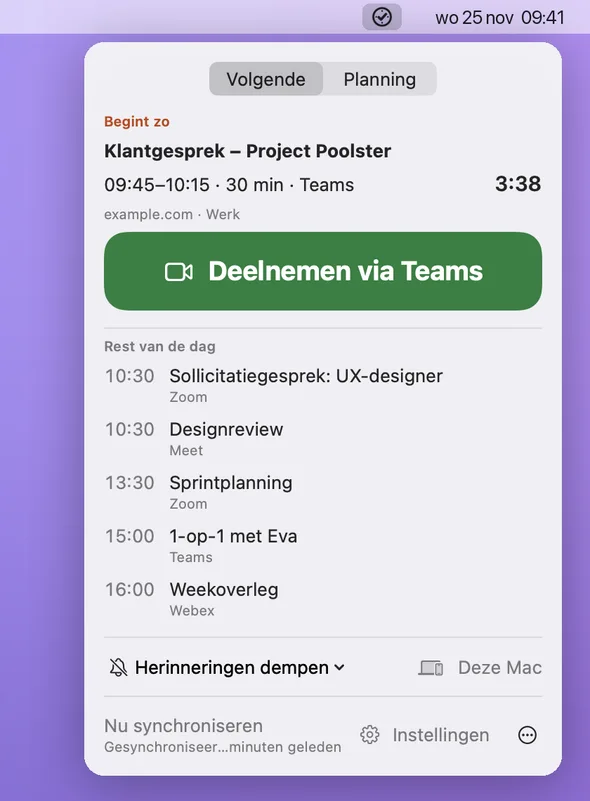 wo 25 nov 09:41
Volgende Planning
Begint zo
Klantgesprek – Project Poolster
09:45–10:15 · 30 min · Teams 3:38
example.com · Werk
Deelnemen via Teams
Rest van de dag
10:30 Sollicitatiegesprek: UX-designer
Zoom
10:30 Designreview
Meet
13:30 Sprintplanning
Zoom
15:00 1-op-1 met Eva
Teams
16:00 Weekoverleg
Webex
Herinneringen dempen Deze Mac
Nu synchroniseren Instellingen
Gesynchroniseer…minuten geleden